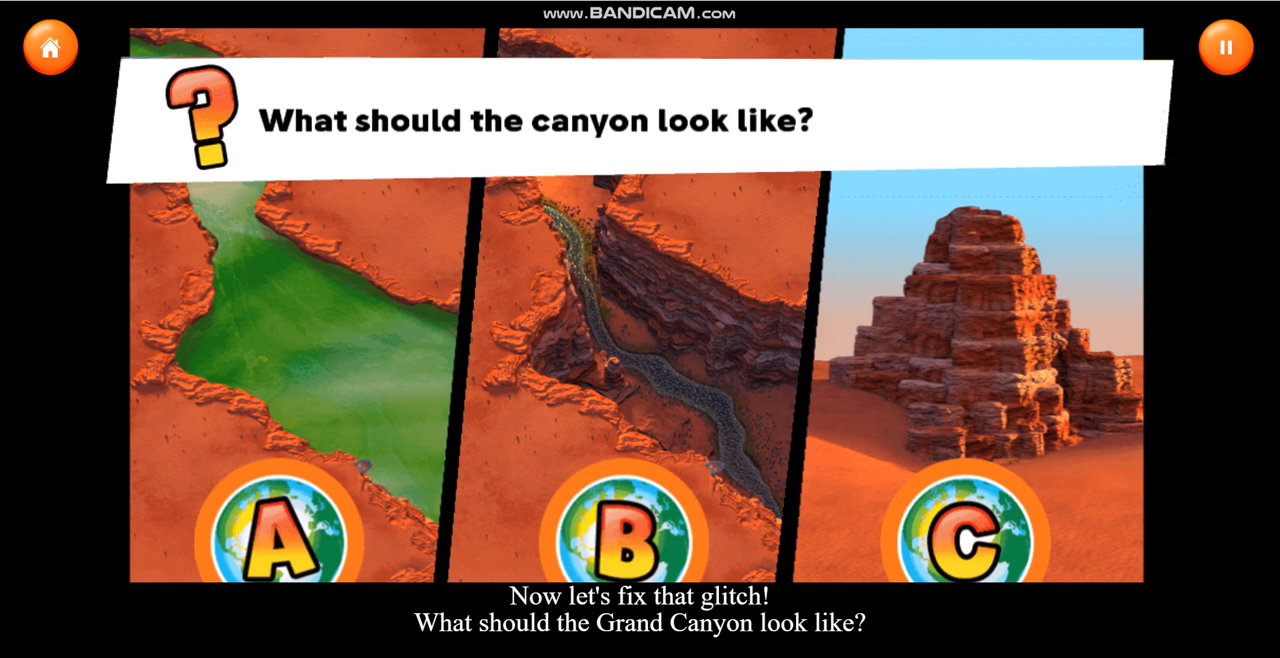 www.BANDICAM.com
? What should the canyon look like?
A
B
C
Now let's fix that glitch!
What should the Grand Canyon look like?